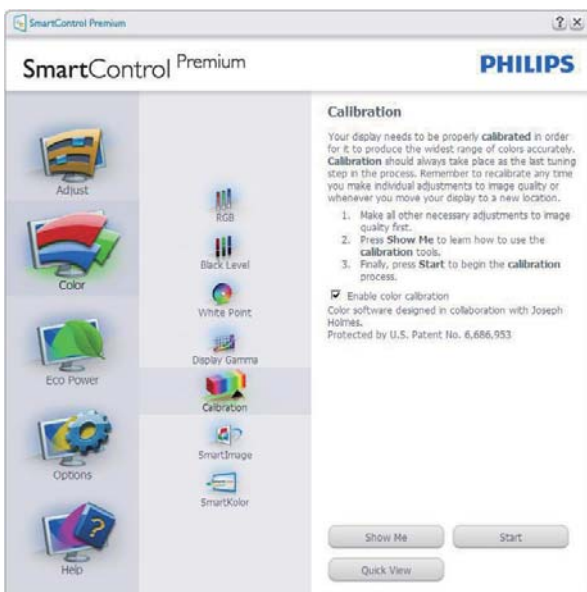 SmartControl Premium
SmartControl Premium
PHILIPS
Adjust
Color
Eco Power
Options
Help
RGB
Black Level
White Point
Display Gamma
Calibration
SmartImage
SmartKolor
Calibration
Your display needs to be properly calibrated in order
for it to produce the widest range of colors accurately.
Calibration should always take place as the last tuning
step in the process. Remember to recalibrate any time
you make individual adjustments to image quality or
whenever you move your display to a new location.
1. Make all other necessary adjustments to image
quality first.
2. Press Show Me to learn how to use the
calibration tools.
3. Finally, press Start to begin the calibration
process.
Enable color calibration
Color software designed in collaboration with Joseph
Holmes.
Protected by U.S. Patent No. 6,686,953
Show Me
Start
Quick View